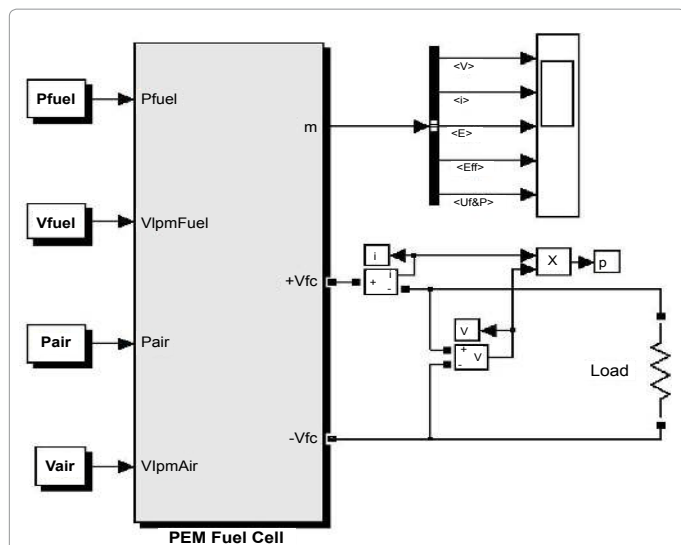 Pfuel
Pfuel
m
<V>
<i>
<E>
<Eff>
<Uf&P>
Vfuel
VlpmFuel
+Vfc
i
+ i -
X
p
V
+ - V
Pair
Pair
Load
-Vfc
Vair
VlpmAir
PEM Fuel Cell